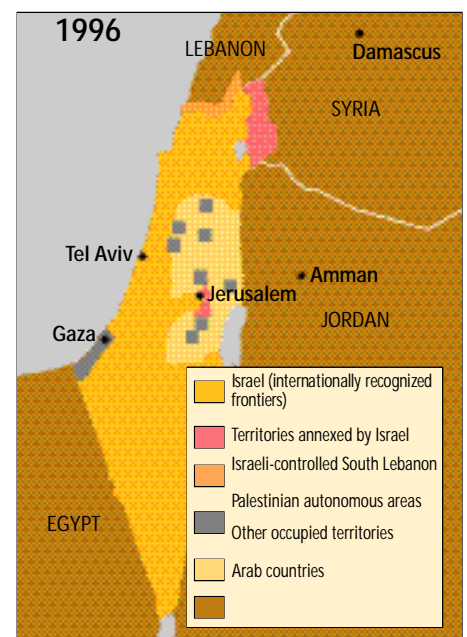 1996
LEBANON
Damascus
SYRIA
Tel Aviv
Amman
Jerusalem
JORDAN
Gaza
Israel (internationally recognized
frontiers)
Territories annexed by Israel
Israeli-controlled South Lebanon
Palestinian autonomous areas
Other occupied territories
Arab countries
EGYPT